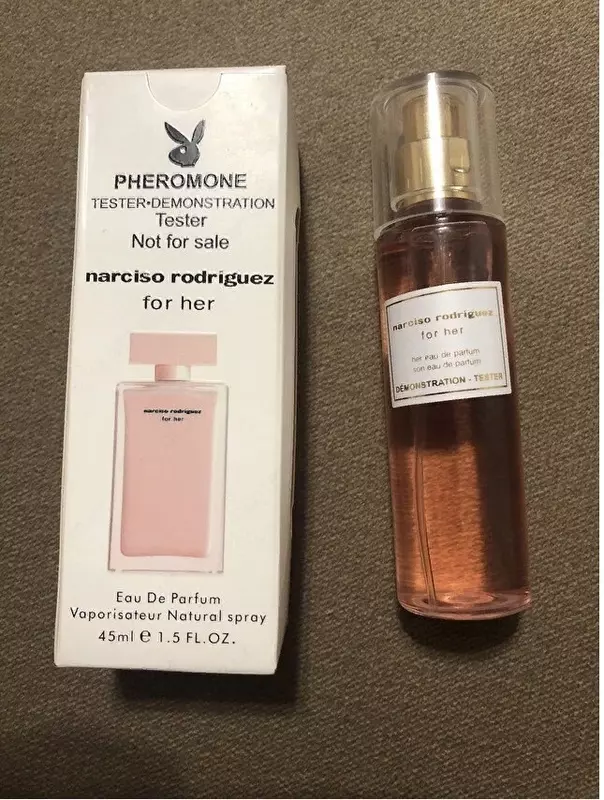 PHEROMONE
TESTER•DEMONSTRATION
Tester
Not for sale
narciso rodriguez
for her
narciso rodriguez
for her
Eau De Parfum
Vaporisateur Natural spray
45ml e 1.5 FL.OZ.
narciso rodriguez
for her
her eau de parfum
son eau de parfum
DÉMONSTRATION - TESTER